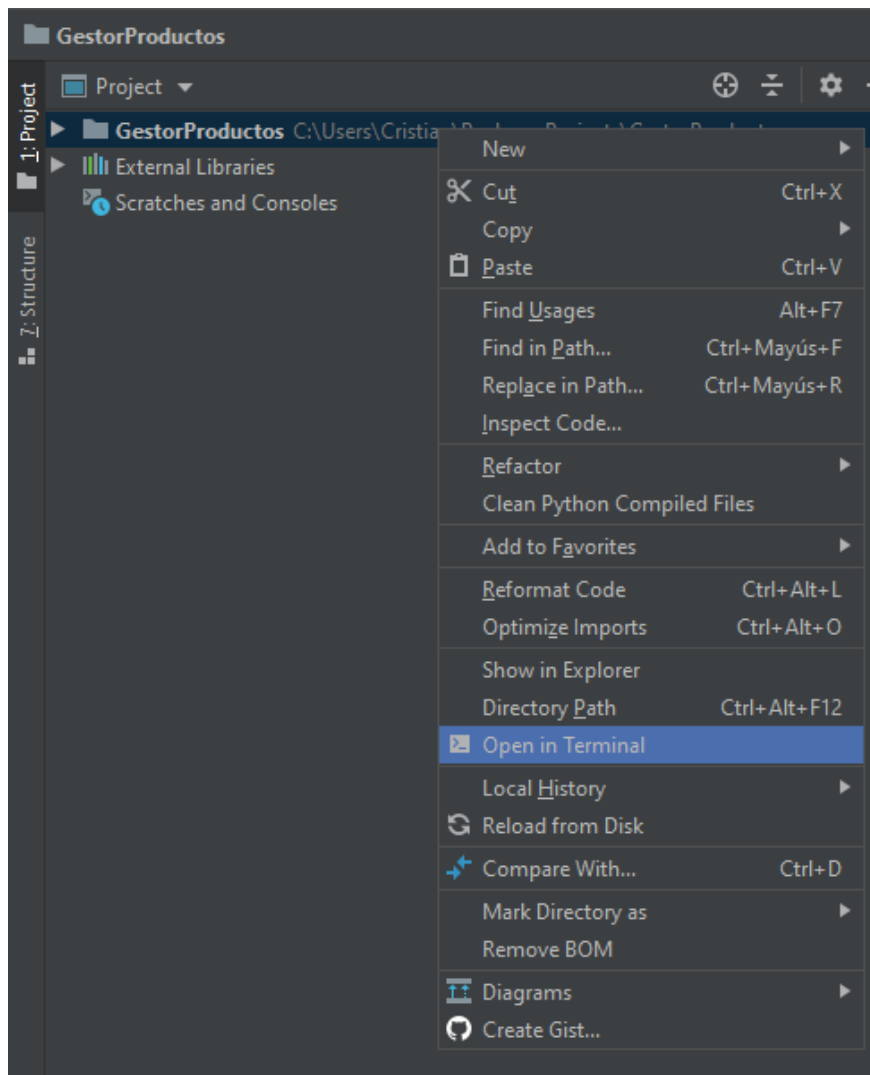 GestorProductos
Project
1: Project
7: Structure
GestorProductos C:\Users\Cristia
External Libraries
Scratches and Consoles
New
Cut Ctrl+X
Copy
Paste Ctrl+V
Find Usages Alt+F7
Find in Path... Ctrl+Mayús+F
Replace in Path... Ctrl+Mayús+R
Inspect Code...
Refactor
Clean Python Compiled Files
Add to Favorites
Reformat Code Ctrl+Alt+L
Optimize Imports Ctrl+Alt+O
Show in Explorer
Directory Path Ctrl+Alt+F12
Open in Terminal
Local History
Reload from Disk
Compare With... Ctrl+D
Mark Directory as
Remove BOM
Diagrams
Create Gist...